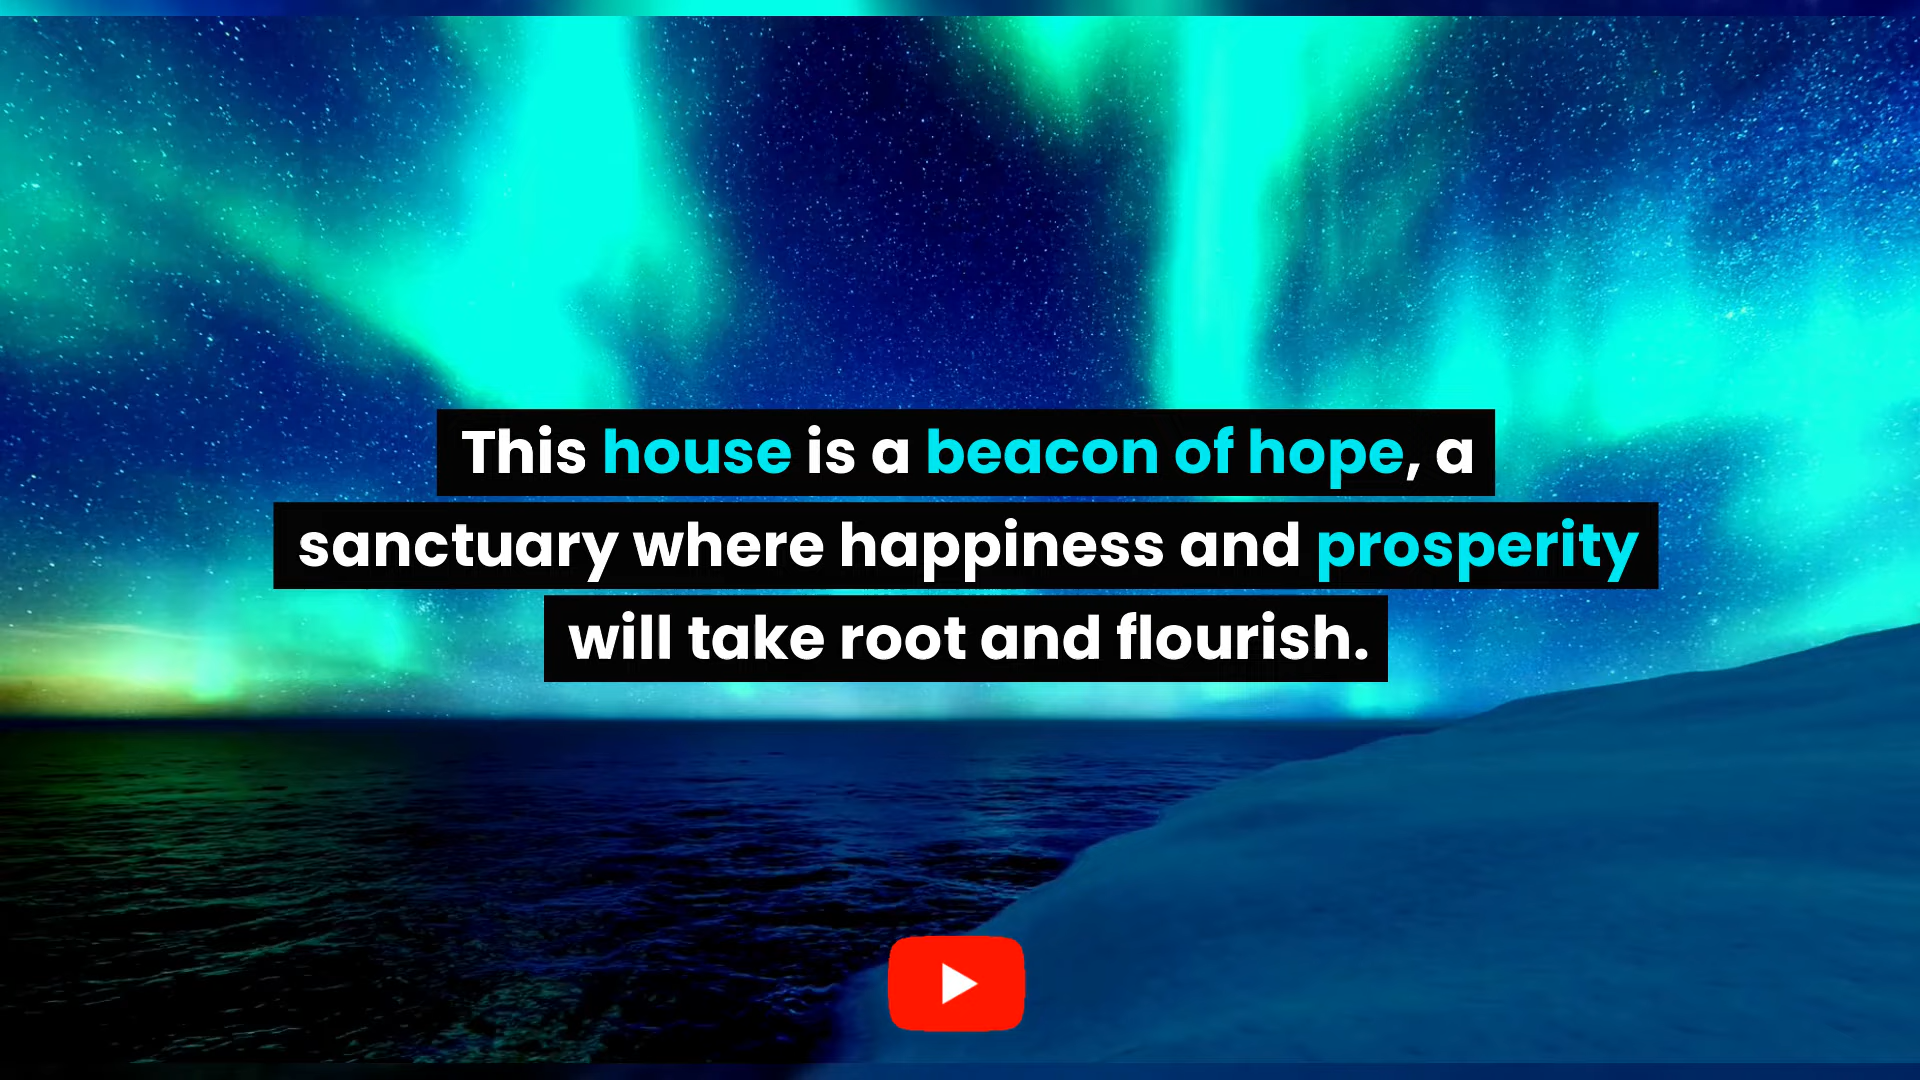 This house is a beacon of hope, a
sanctuary where happiness and prosperity
will take root and flourish.